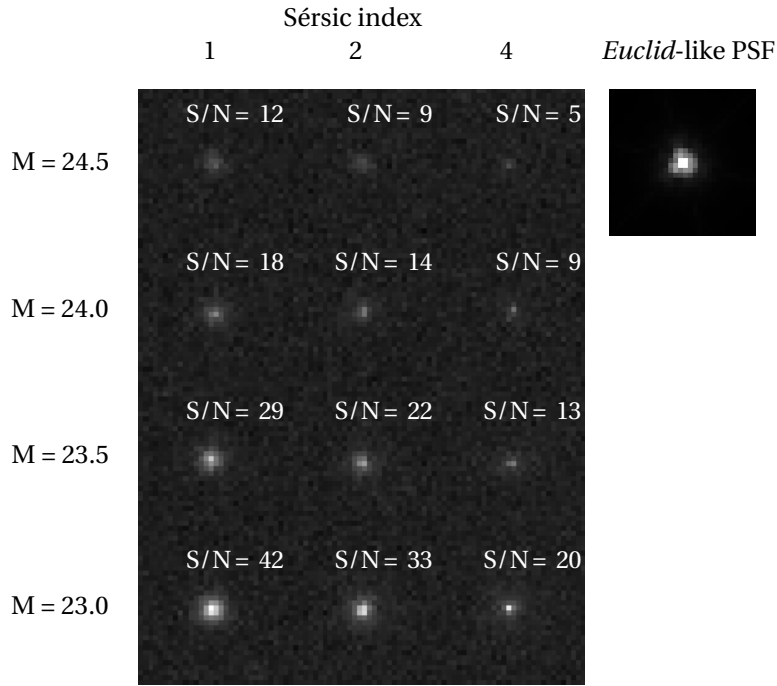 Sérsic index
1 2 4 Euclid-like PSF
S/N = 12 S/N = 9 S/N = 5
M = 24.5
S/N = 18 S/N = 14 S/N = 9
M = 24.0
S/N = 29 S/N = 22 S/N = 13
M = 23.5
S/N = 42 S/N = 33 S/N = 20
M = 23.0